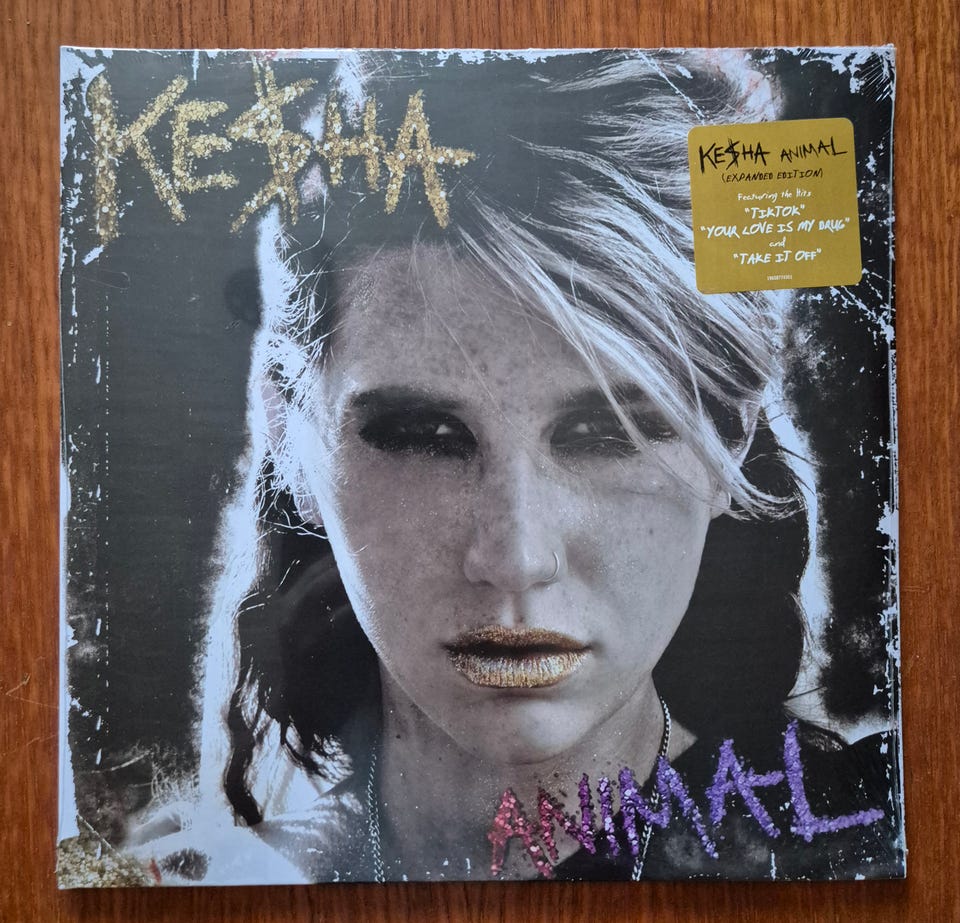 KE$HA
KE$HA ANIMAL
(EXPANDED EDITION)
Featuring the Hits
"TIKTOK"
"YOUR LOVE IS MY DRUG"
and
"TAKE IT OFF"
ANIMAL